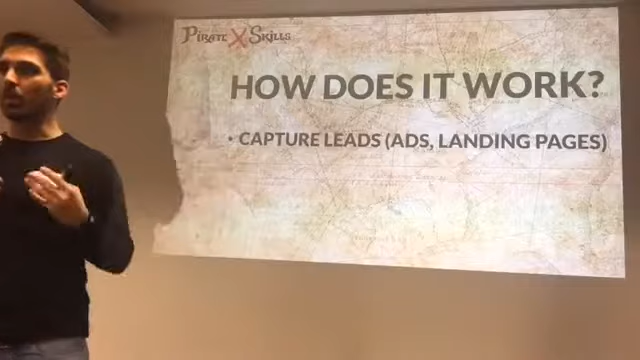 PIRATE X SKILLS
HOW DOES IT WORK?
• CAPTURE LEADS (ADS, LANDING PAGES)